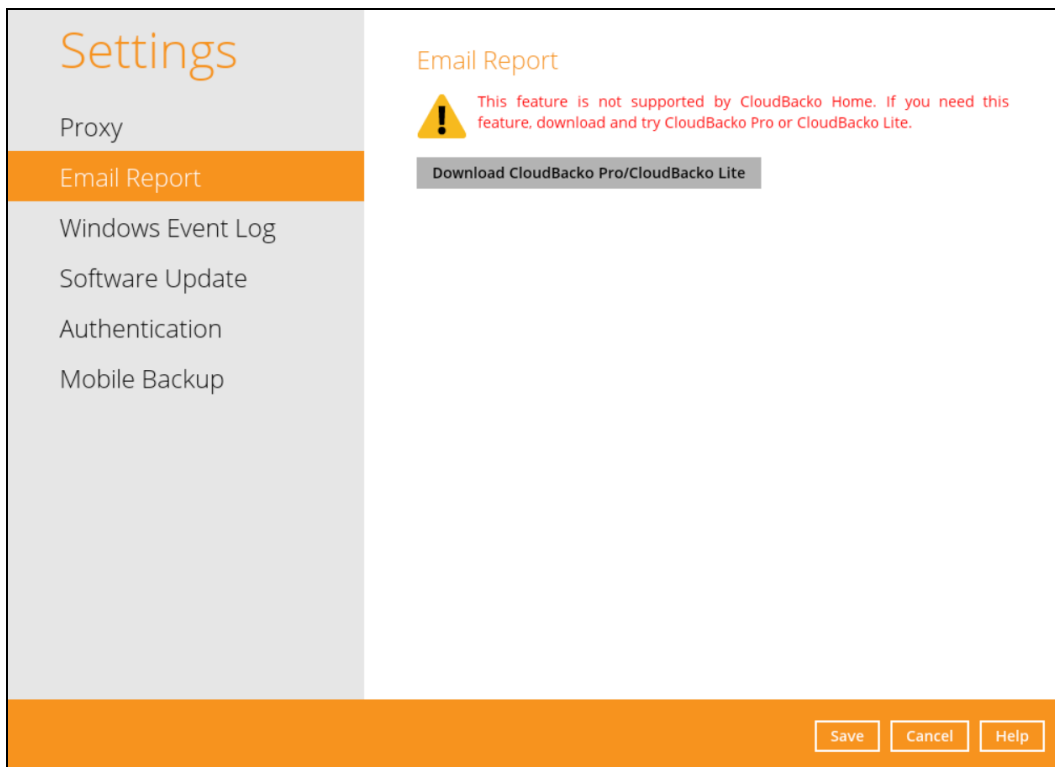 Settings
Proxy
Email Report
Windows Event Log
Software Update
Authentication
Mobile Backup
Email Report
This feature is not supported by CloudBacko Home. If you need this
feature, download and try CloudBacko Pro or CloudBacko Lite.
Download CloudBacko Pro/CloudBacko Lite
Save
Cancel
Help